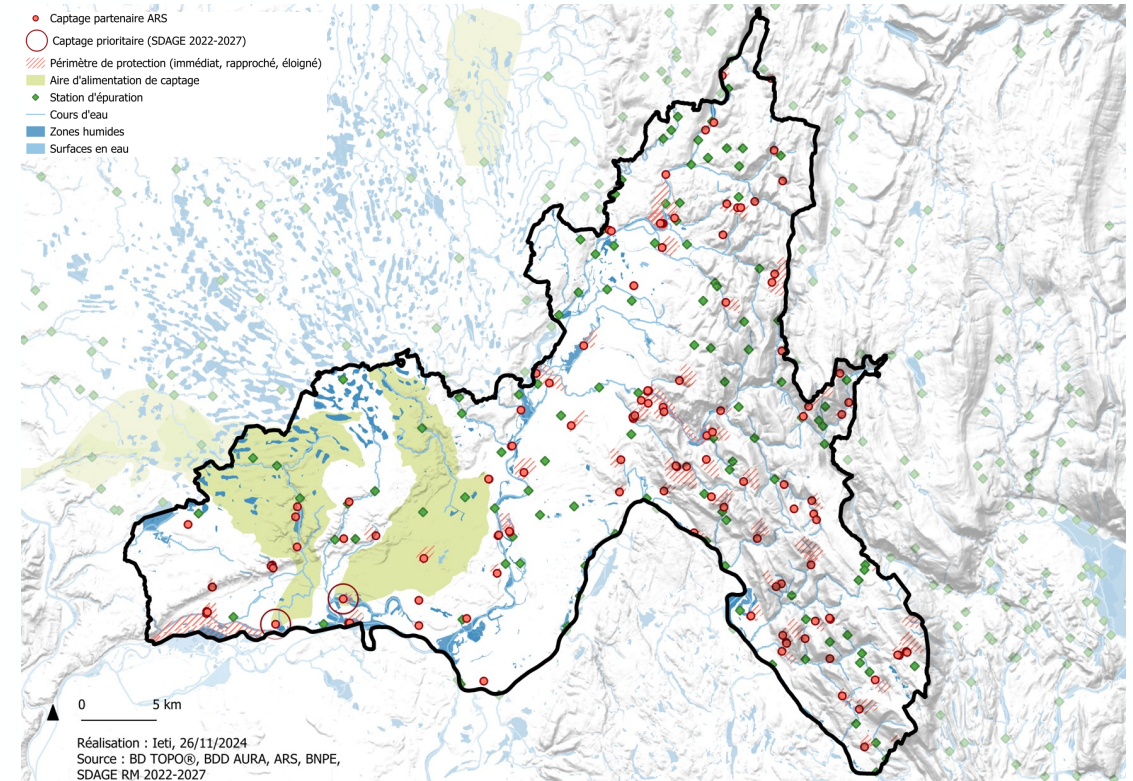 Captage partenaire ARS
Captage prioritaire (SDAGE 2022-2027)
Périmètre de protection (immédiat, rapproché, éloigné)
Aire d'alimentation de captage
Station d'épuration
Cours d'eau
Zones humides
Surfaces en eau
0 5 km
Réalisation : Ieti, 26/11/2024
Source : BD TOPO®, BDD AURA, ARS, BNPE,
SDAGE RM 2022-2027